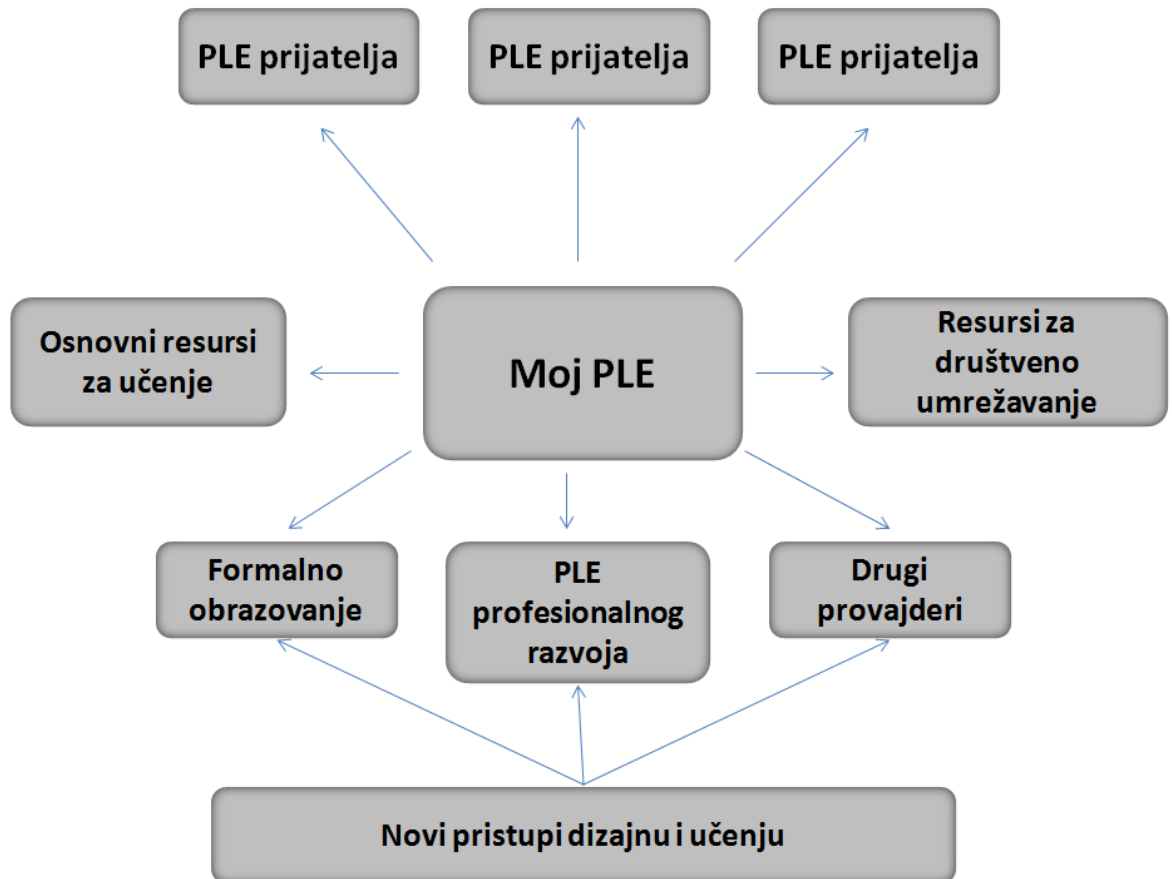 PLE prijatelja
PLE prijatelja
PLE prijatelja
Osnovni resursi
za učenje
Moj PLE
Resursi za
društveno
umrežavanje
Formalno
obrazovanje
PLE
profesionalnog
razvoja
Drugi
provajderi
Novi pristupi dizajnu i učenju